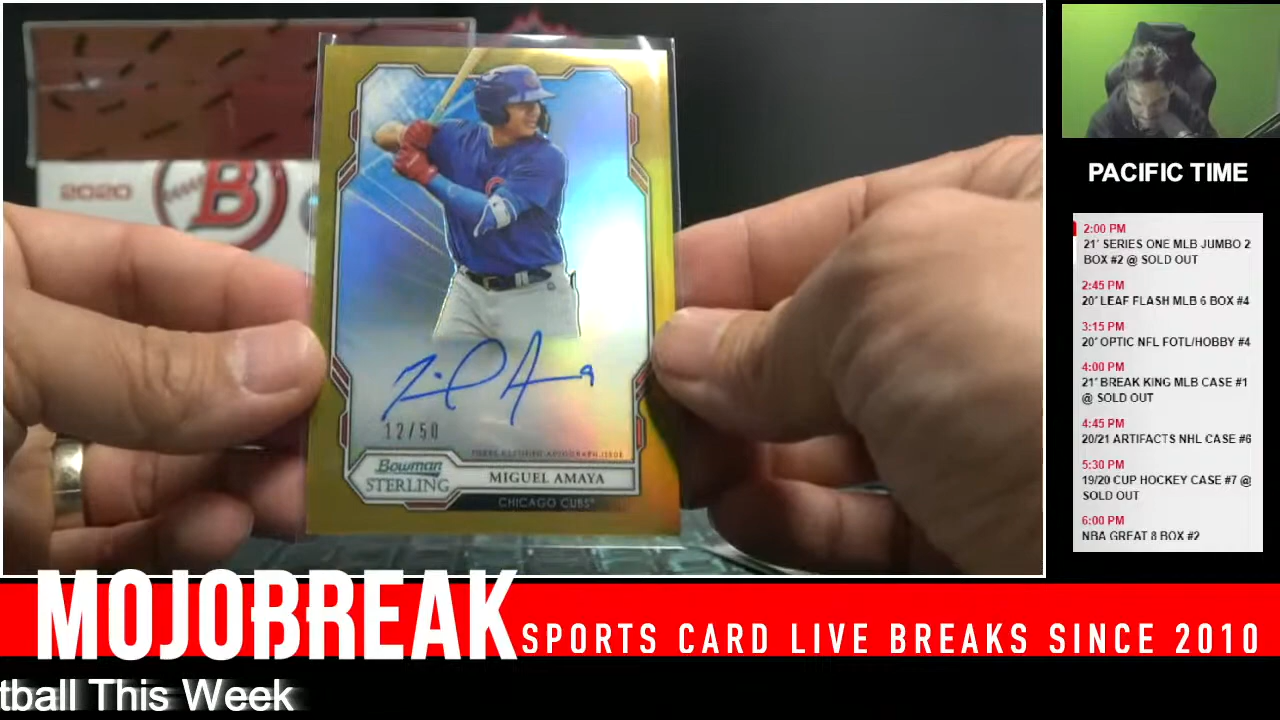 2020
B
12/50
TOPPS CERTIFIED AUTOGRAPH ISSUE
Bowman
STERLING
MIGUEL AMAYA
CHICAGO CUBS
PACIFIC TIME
2:00 PM
21' SERIES ONE MLB JUMBO 2
BOX #2 @ SOLD OUT
2:45 PM
20' LEAF FLASH MLB 6 BOX #4
3:15 PM
20' OPTIC NFL FOTL/HOBBY #4
4:00 PM
21' BREAK KING MLB CASE #1
@ SOLD OUT
4:45 PM
20/21 ARTIFACTS NHL CASE #6
5:30 PM
19/20 CUP HOCKEY CASE #7 @
SOLD OUT
6:00 PM
NBA GREAT 8 BOX #2
MOJOBREAK
SPORTS CARD LIVE BREAKS SINCE 2010
tball This Week